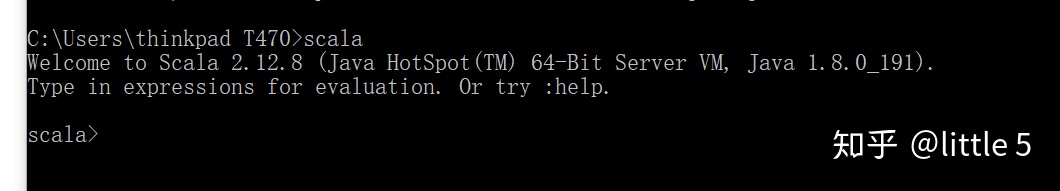 C:\Users\thinkpad T470>scala
Welcome to Scala 2.12.8 (Java HotSpot(TM) 64-Bit Server VM, Java 1.8.0_191).
Type in expressions for evaluation. Or try :help.
scala>
知乎 @little 5